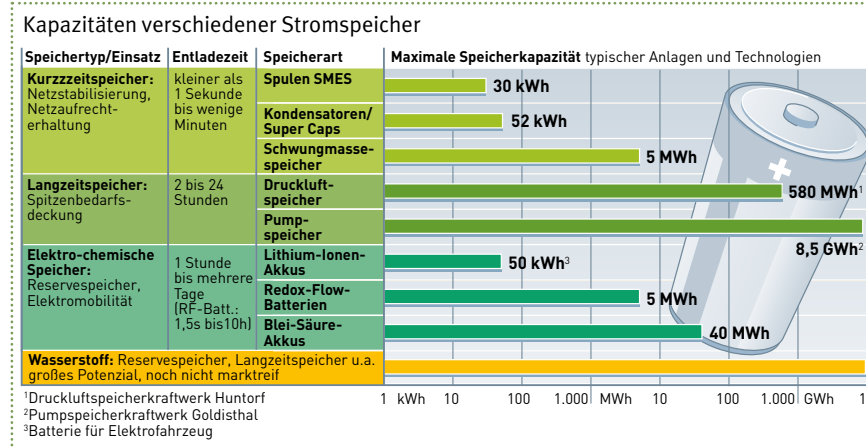 Kapazitäten verschiedener Stromspeicher
Speichertyp/Einsatz Entladezeit Speicherart Maximale Speicherkapazität typischer Anlagen und Technologien
Kurzzzeitspeicher:
Netzstabilisierung,
Netzaufrecht-
erhaltung
kleiner als
1 Sekunde
bis wenige
Minuten
Spulen SMES
30 kWh
Kondensatoren/
Super Caps
52 kWh
Schwungmasse-
speicher
5 MWh
Langzeitspeicher:
Spitzenbedarfs-
deckung
2 bis 24
Stunden
Druckluft-
speicher
580 MWh¹
Pump-
speicher
8,5 GWh²
Elektro-chemische
Speicher:
Reservespeicher,
Elektromobilität
1 Stunde
bis mehrere
Tage
(RF-Batt.:
1,5s bis10h)
Lithium-Ionen-
Akkus
50 kWh³
Redox-Flow-
Batterien
5 MWh
Blei-Säure-
Akkus
40 MWh
Wasserstoff: Reservespeicher, Langzeitspeicher u.a.
großes Potenzial, noch nicht marktreif
1 kWh 10 100 1.000 MWh 10 100 1.000 GWh 1
¹Druckluftspeicherkraftwerk Huntorf
²Pumpspeicherkraftwerk Goldisthal
³Batterie für Elektrofahrzeug